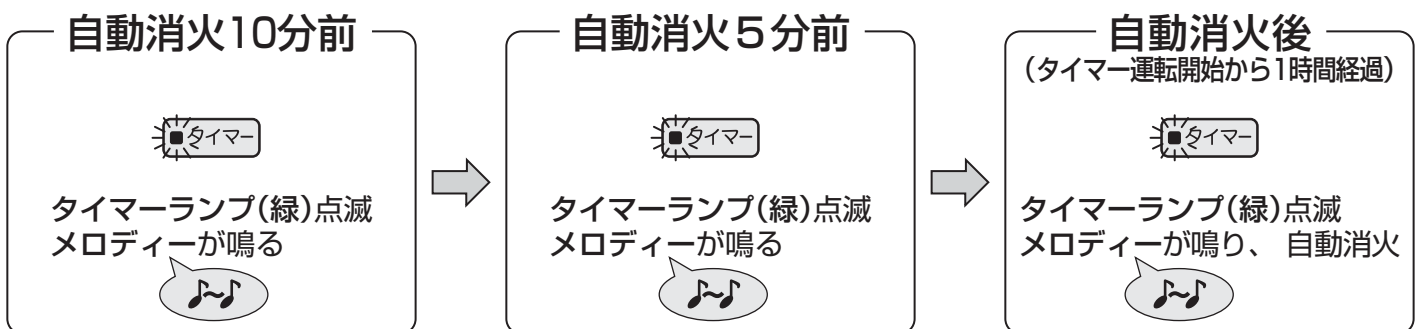 自動消火10分前
タイマー
タイマーランプ(緑)点滅
メロディーが鳴る
自動消火5分前
タイマー
タイマーランプ(緑)点滅
メロディーが鳴る
自動消火後
(タイマー運転開始から1時間経過)
タイマー
タイマーランプ(緑)点滅
メロディーが鳴り、自動消火